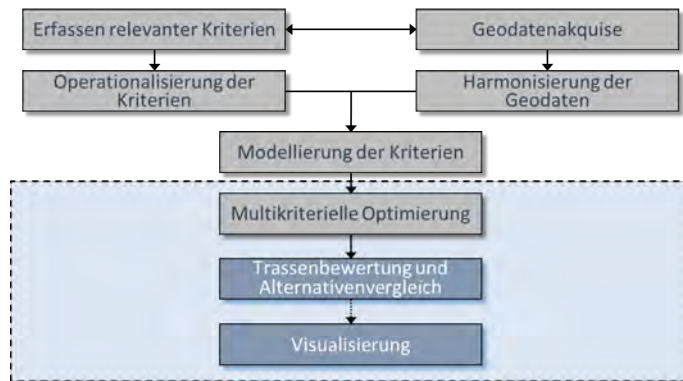 Erfassen relevanter Kriterien
Geodatenakquise
Operationalisierung der
Kriterien
Harmonisierung der
Geodaten
Modellierung der Kriterien
Multikriterielle Optimierung
Trassenbewertung und
Alternativenvergleich
Visualisierung